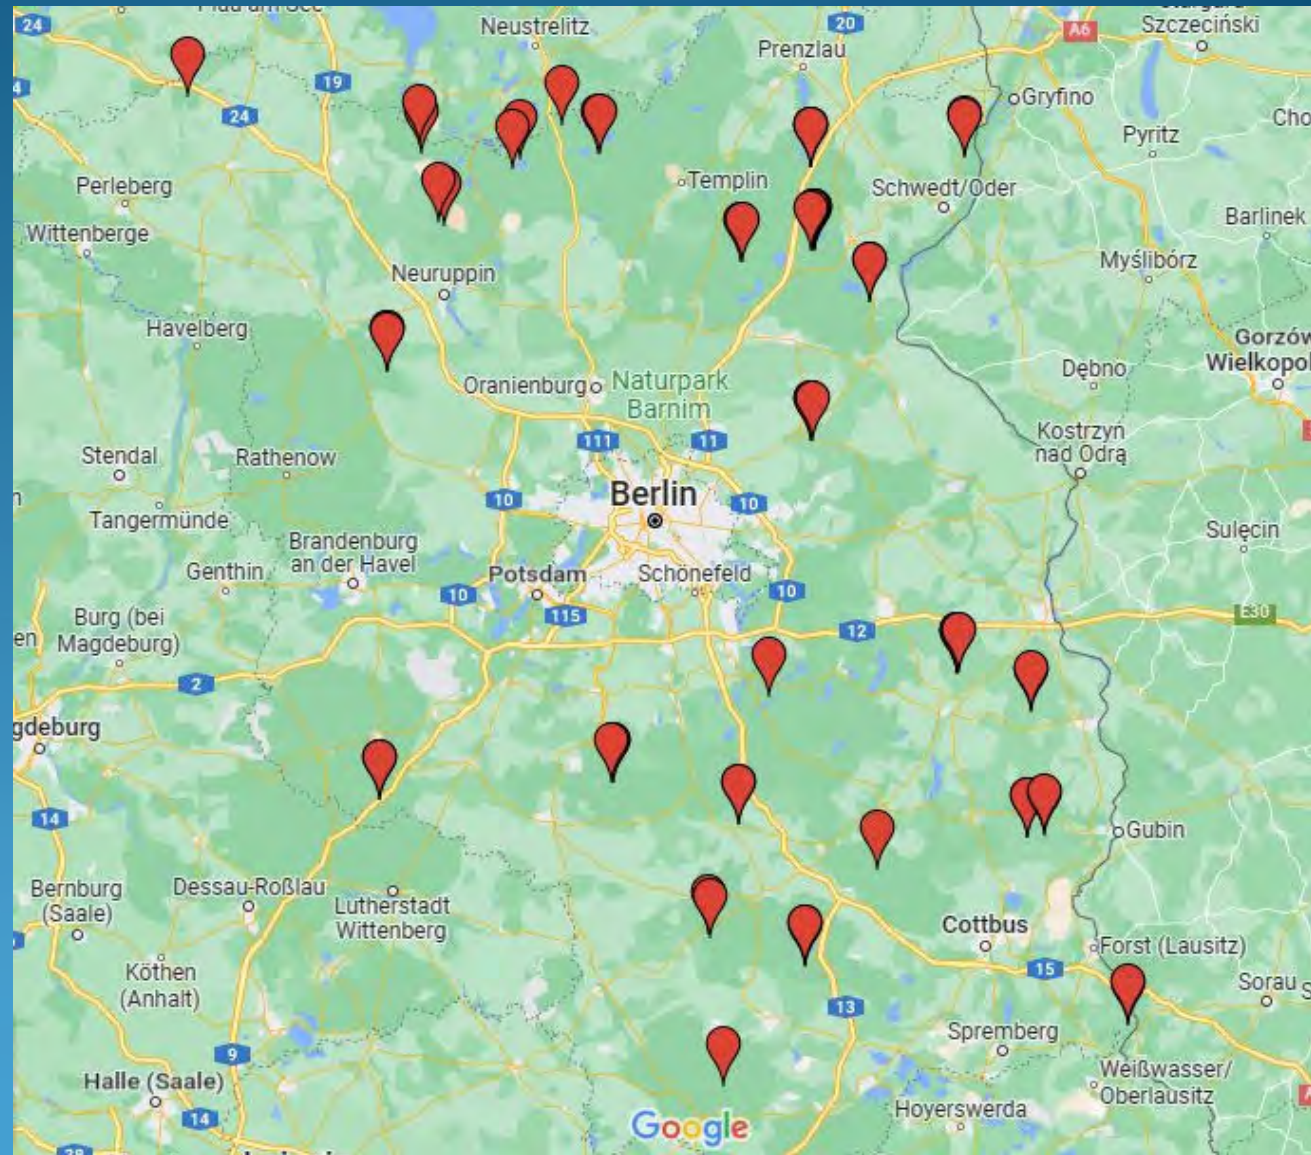 24
Neustrelitz
20
A6
Szczeciński
Prenzlau
19
24
Gryfino
Pyritz
Templin
Perleberg
Schwedt/Oder
Barlinek
Wittenberge
Myślibórz
Neuruppin
Havelberg
Gorzów
Wielkopol
Dębno
Oranienburg
Naturpark
Barnim
111
11
Kostrzyn
nad Odrą
Stendal
Rathenow
Berlin
10
10
Tangermünde
Sulęcin
Brandenburg
an der Havel
Genthin
Potsdam
Schönefeld
10
10
115
Burg (bei
Magdeburg)
12
E30
2
gdeburg
14
Gubin
Bernburg
(Saale)
Dessau-Roßlau
Lutherstadt
Wittenberg
Cottbus
Forst (Lausitz)
Köthen
(Anhalt)
15
Sorau
13
Spremberg
9
Halle (Saale)
Weißwasser/
Oberlausitz
14
Hoyerswerda
Google
38